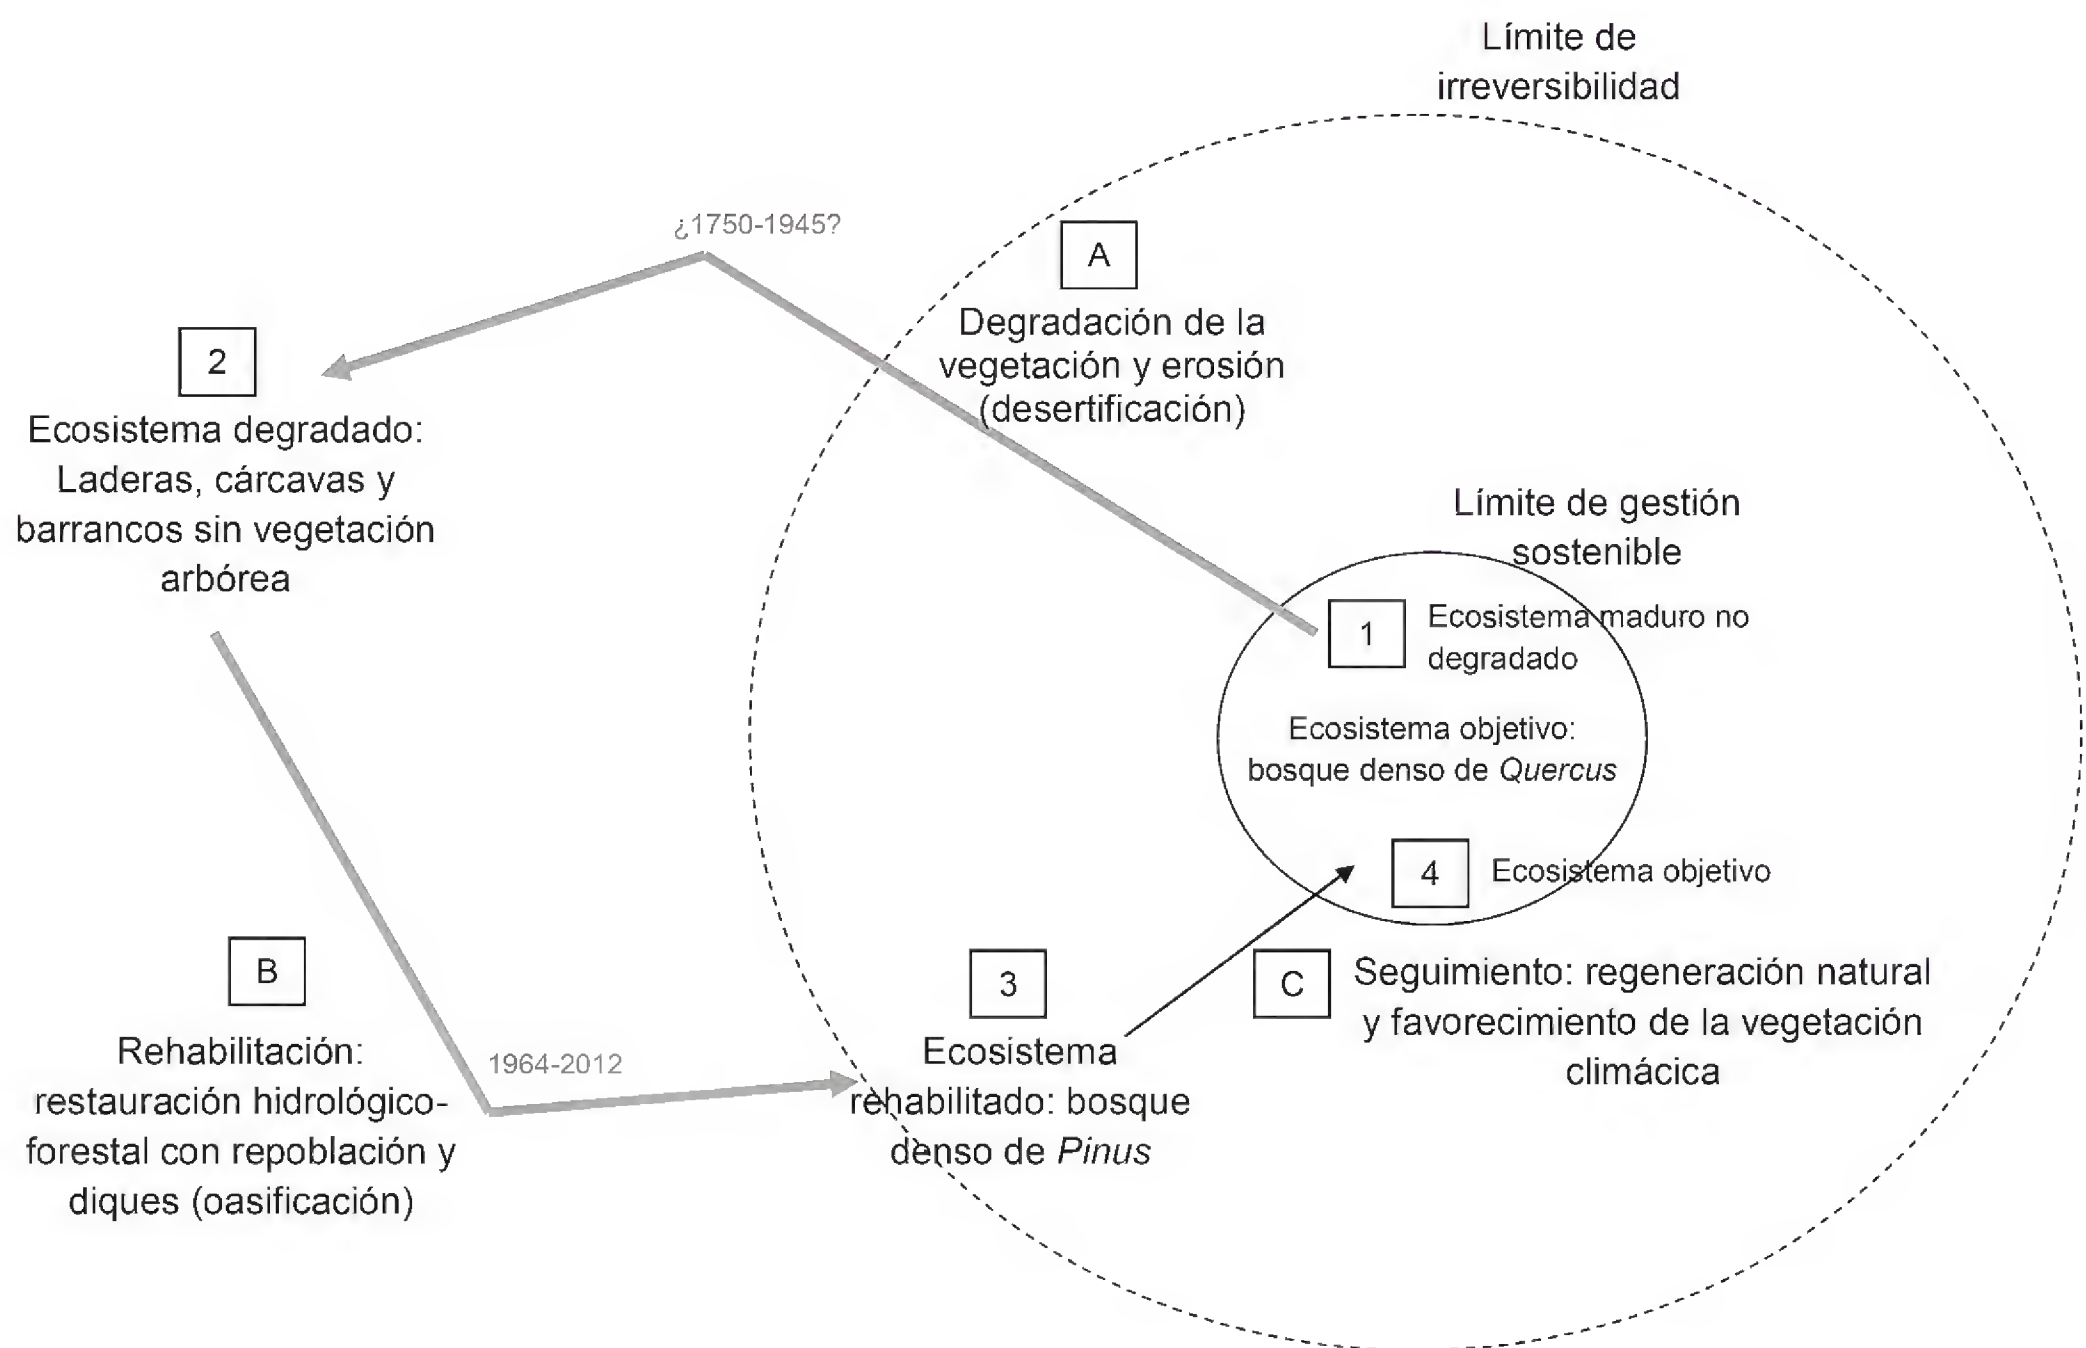 Límite de
irreversibilidad
¿1750-1945?
A
Degradación de la
vegetación y erosión
(desertificación)
2
Ecosistema degradado:
Laderas, cárcavas y
barrancos sin vegetación
arbórea
Límite de gestión
sostenible
1
Ecosistema maduro no
degradado
Ecosistema objetivo:
bosque denso de Quercus
4
Ecosistema objetivo
B
Rehabilitación:
restauración hidrológico-
forestal con repoblación y
diques (oasificación)
1964-2012
3
Ecosistema
rehabilitado: bosque
denso de Pinus
C
Seguimiento: regeneración natural
y favorecimiento de la vegetación
climácica